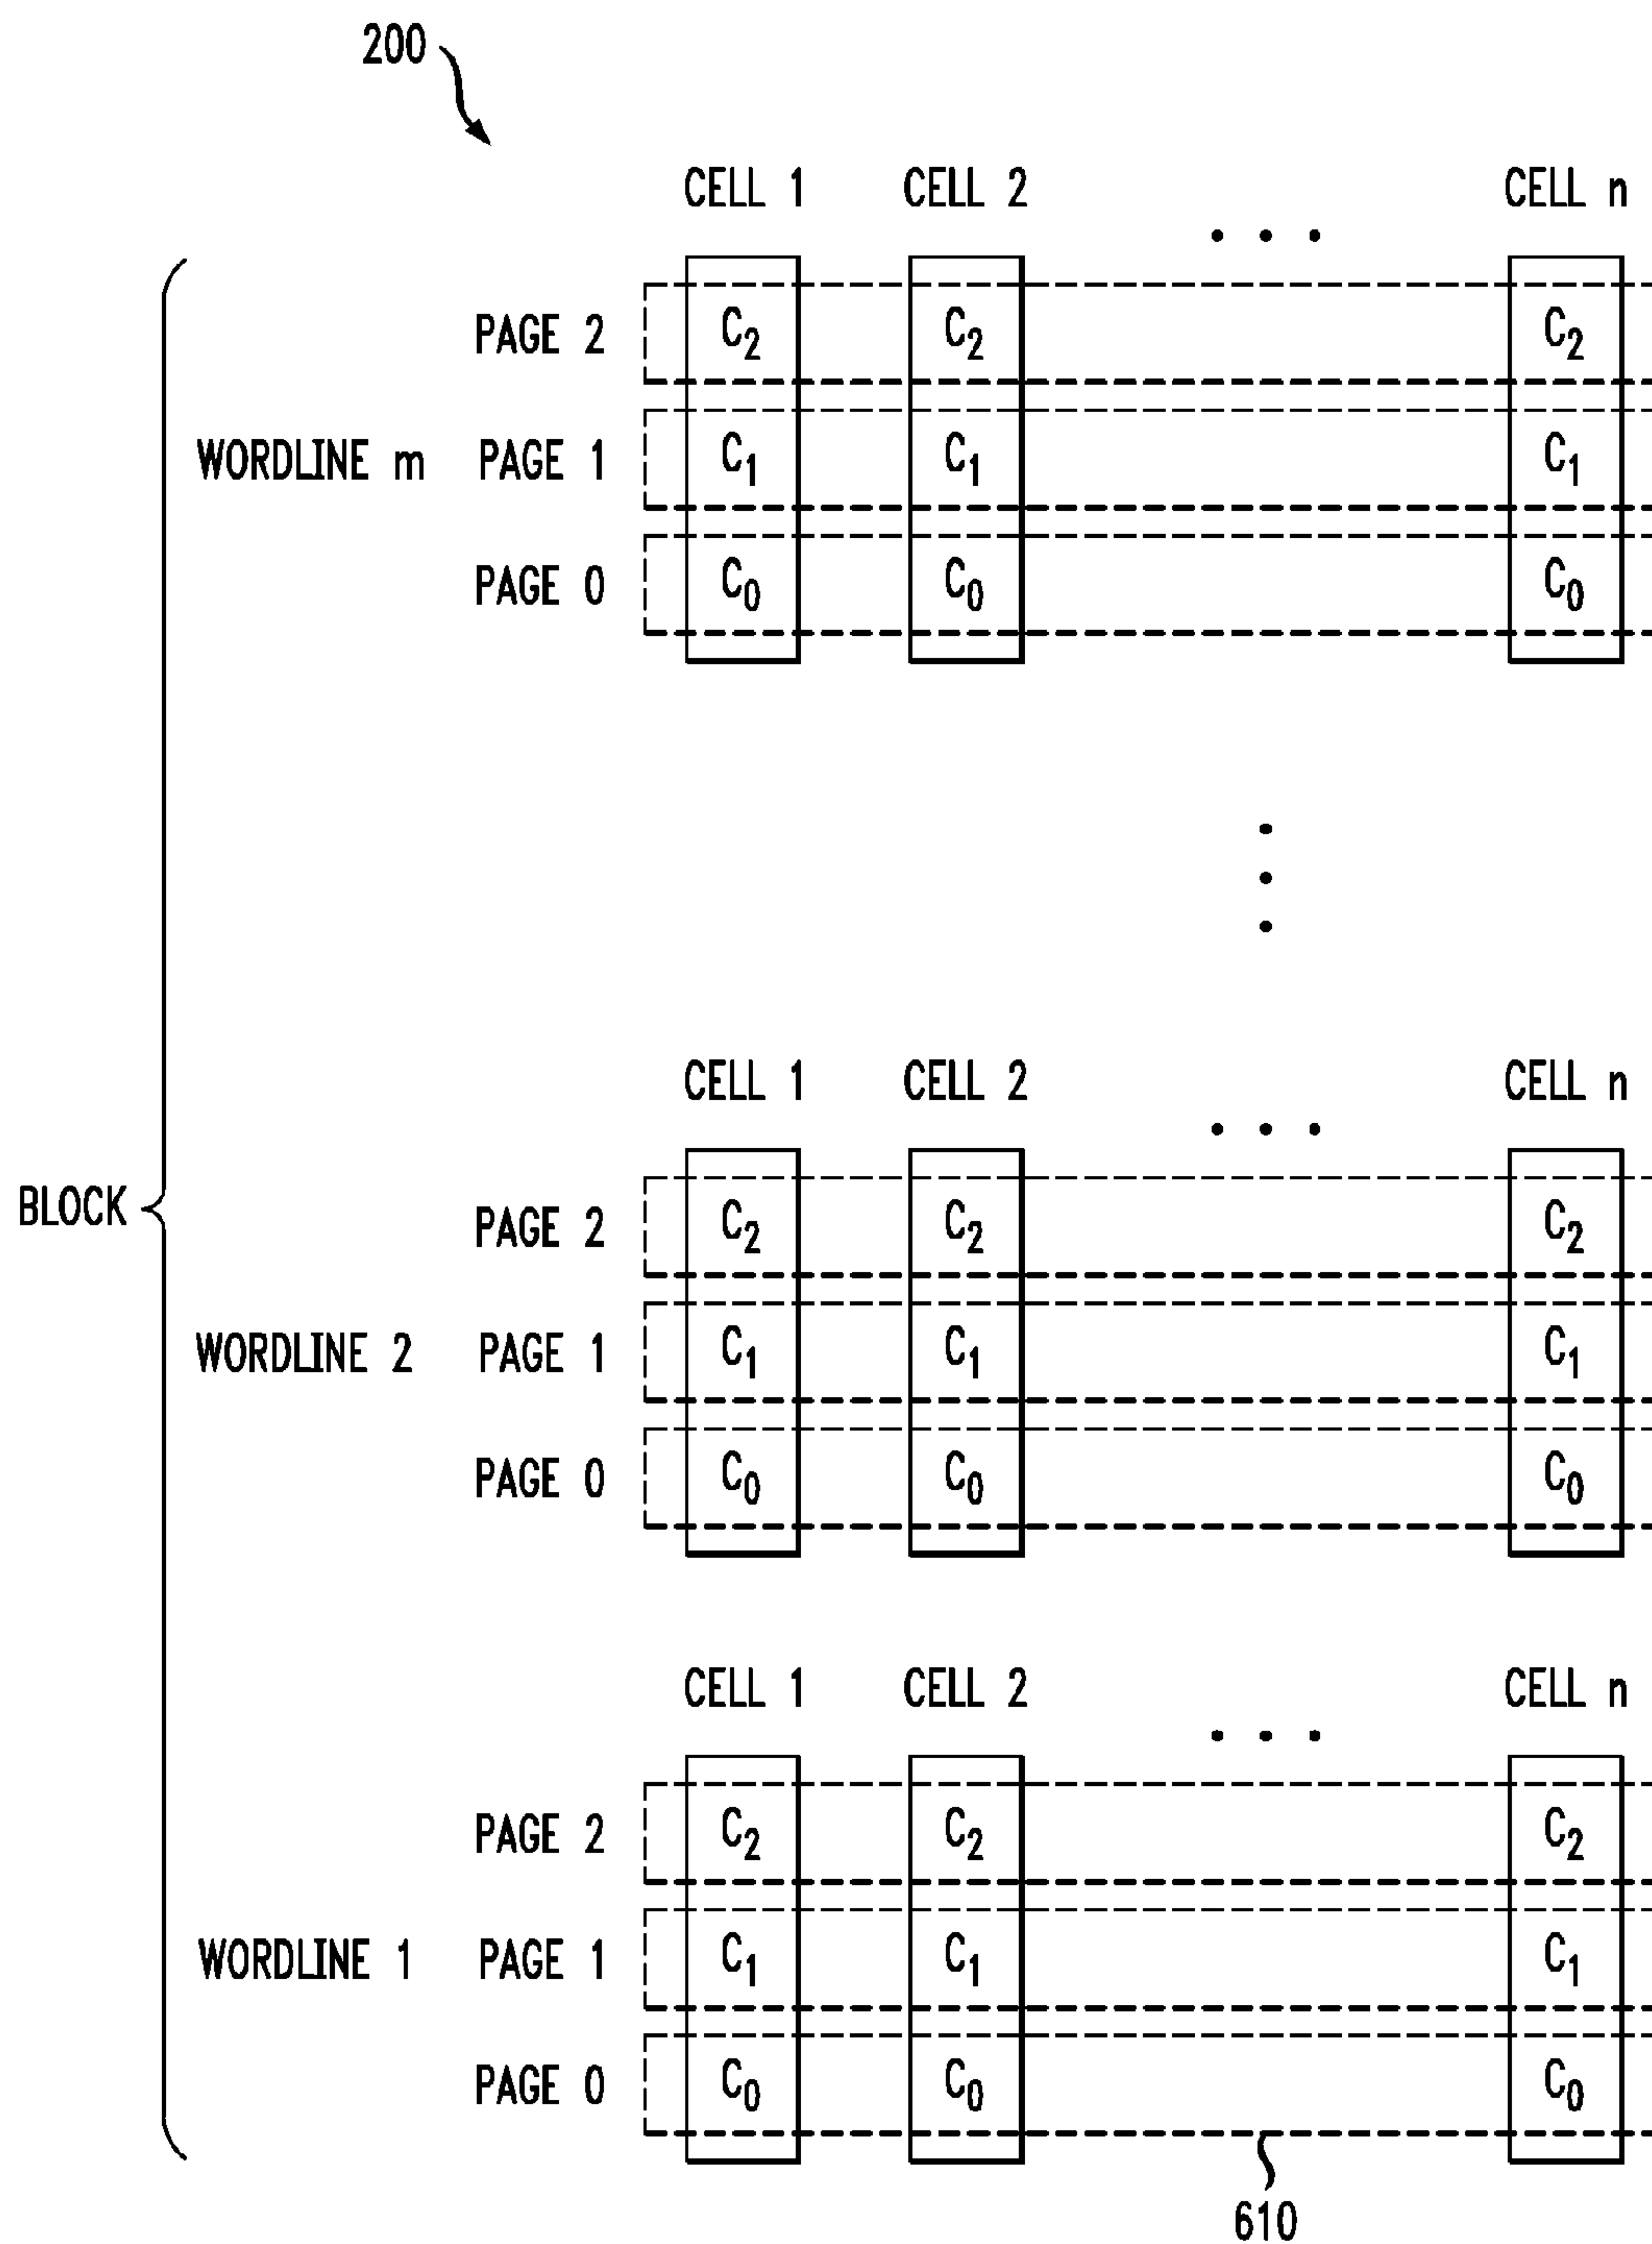 200
CELL 1 CELL 2 . . . CELL n
PAGE 2 C2 C2 C2
WORDLINE m PAGE 1 C1 C1 C1
PAGE 0 C0 C0 C0
CELL 1 CELL 2 . . . CELL n
BLOCK PAGE 2 C2 C2 C2
WORDLINE 2 PAGE 1 C1 C1 C1
PAGE 0 C0 C0 C0
CELL 1 CELL 2 . . . CELL n
PAGE 2 C2 C2 C2
WORDLINE 1 PAGE 1 C1 C1 C1
PAGE 0 C0 C0 C0
610